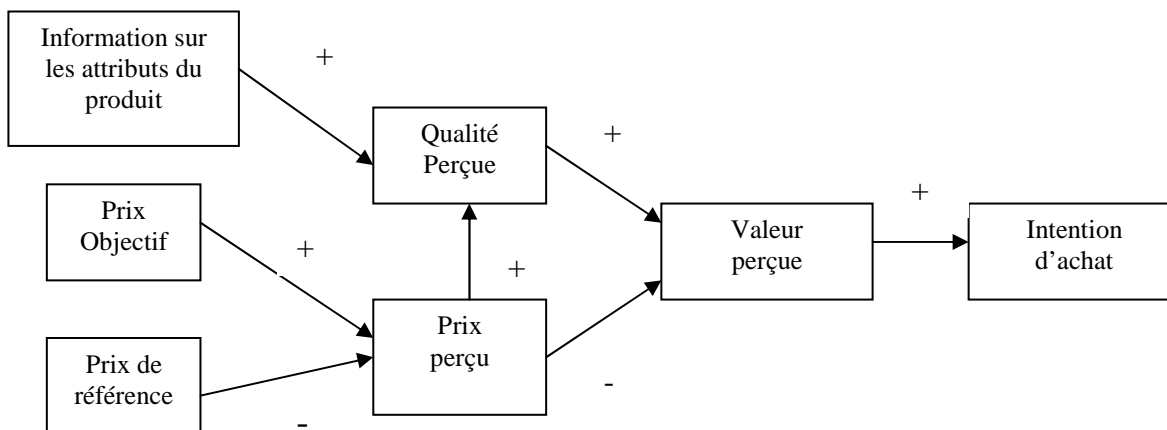 Information sur
les attributs du
produit
+
Qualité
Perçue
+
Prix
Objectif
+
+
Valeur
perçue
+
Intention
d’achat
Prix
perçu
Prix de
référence
-
-